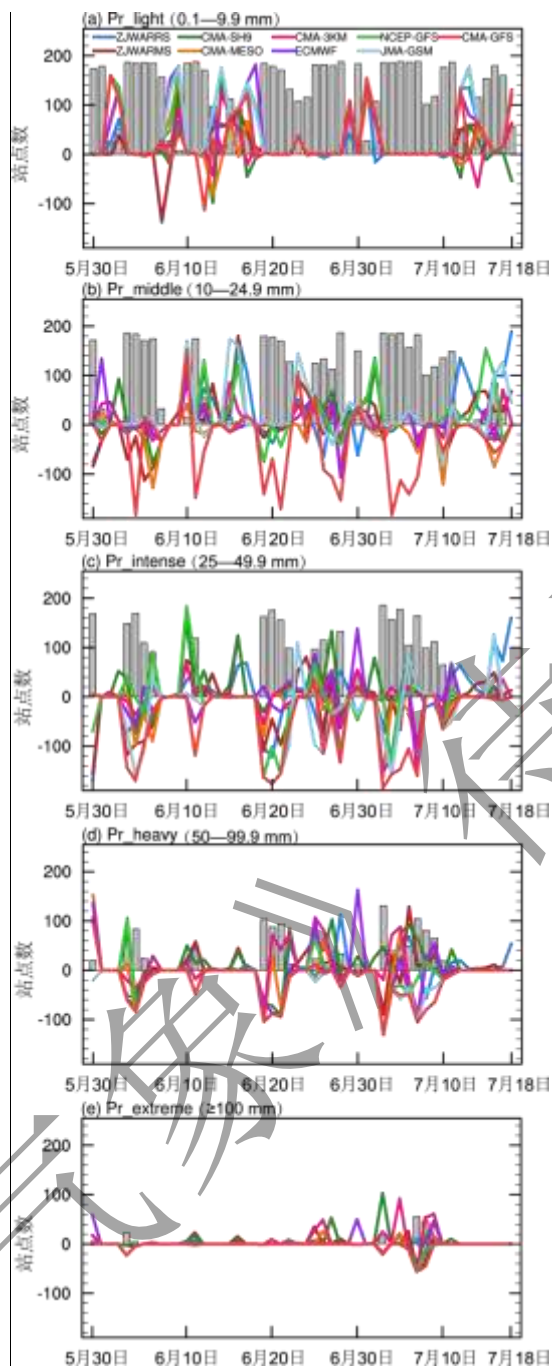 (a) Pr_light (0.1—9.9 mm)
ZJWARRS CMA-SH9 CMA-3KM NCEP-GFS CMA-GFS
ZJWARMS CMA-MESO ECMWF JMA-GSM
200
100
0
-100
站点数
5月30日 6月10日 6月20日 6月30日 7月10日 7月18日
(b) Pr_middle (10—24.9 mm)
200
100
0
-100
站点数
5月30日 6月10日 6月20日 6月30日 7月10日 7月18日
(c) Pr_intense (25—49.9 mm)
200
100
0
-100
站点数
5月30日 6月10日 6月20日 6月30日 7月10日 7月18日
(d) Pr_heavy (50—99.9 mm)
200
100
0
-100
站点数
5月30日 6月10日 6月20日 6月30日 7月10日 7月18日
(e) Pr_extreme (≥100 mm)
200
100
0
-100
站点数
5月30日 6月10日 6月20日 6月30日 7月10日 7月18日
气象》